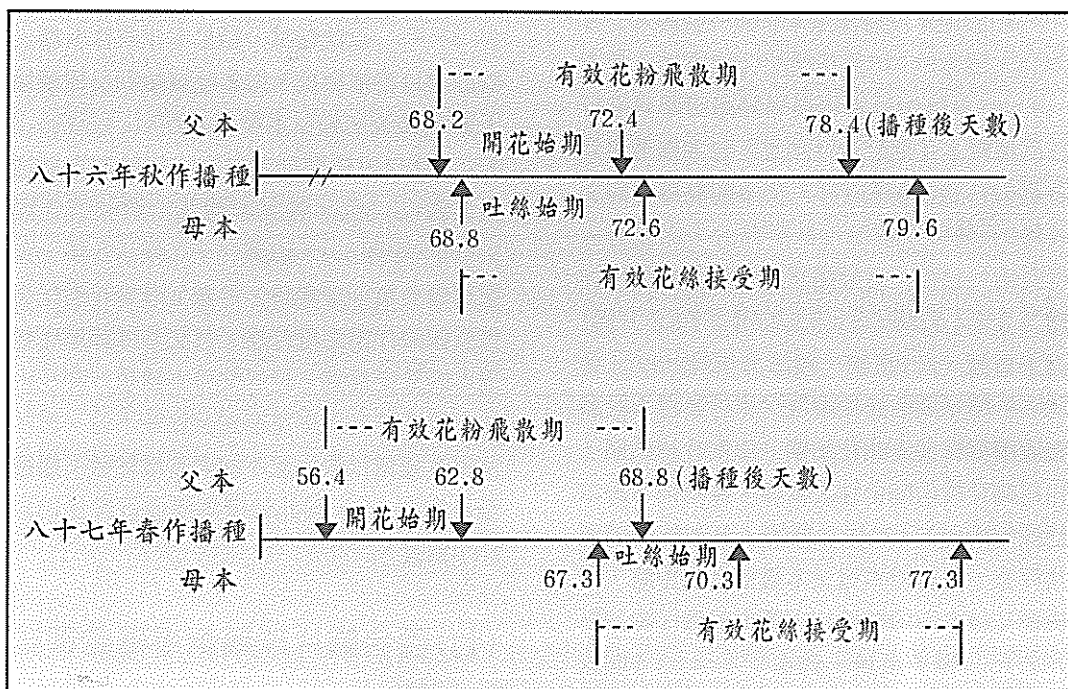 有效花粉飛散期
父本 68.2 72.4 78.4(播種後天數)
開花始期
八十六年秋作播種
吐絲始期
母本 68.8 72.6 79.6
有效花絲接受期
有效花粉飛散期
父本 56.4 62.8 68.8(播種後天數)
開花始期
八十七年春作播種
吐絲始期
母本 67.3 70.3 77.3
有效花絲接受期